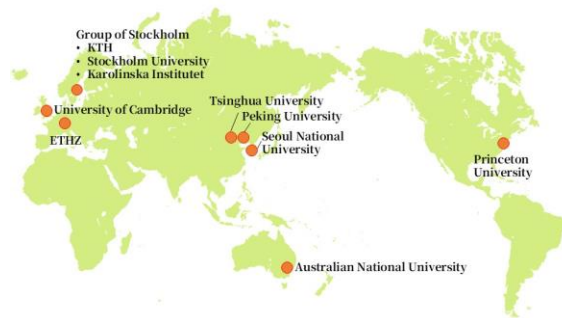 Group of Stockholm
• KTH
• Stockholm University
• Karolinska Institutet
University of Cambridge
ETHZ
Tsinghua University
Peking University
Seoul National
University
Princeton
University
Australian National University